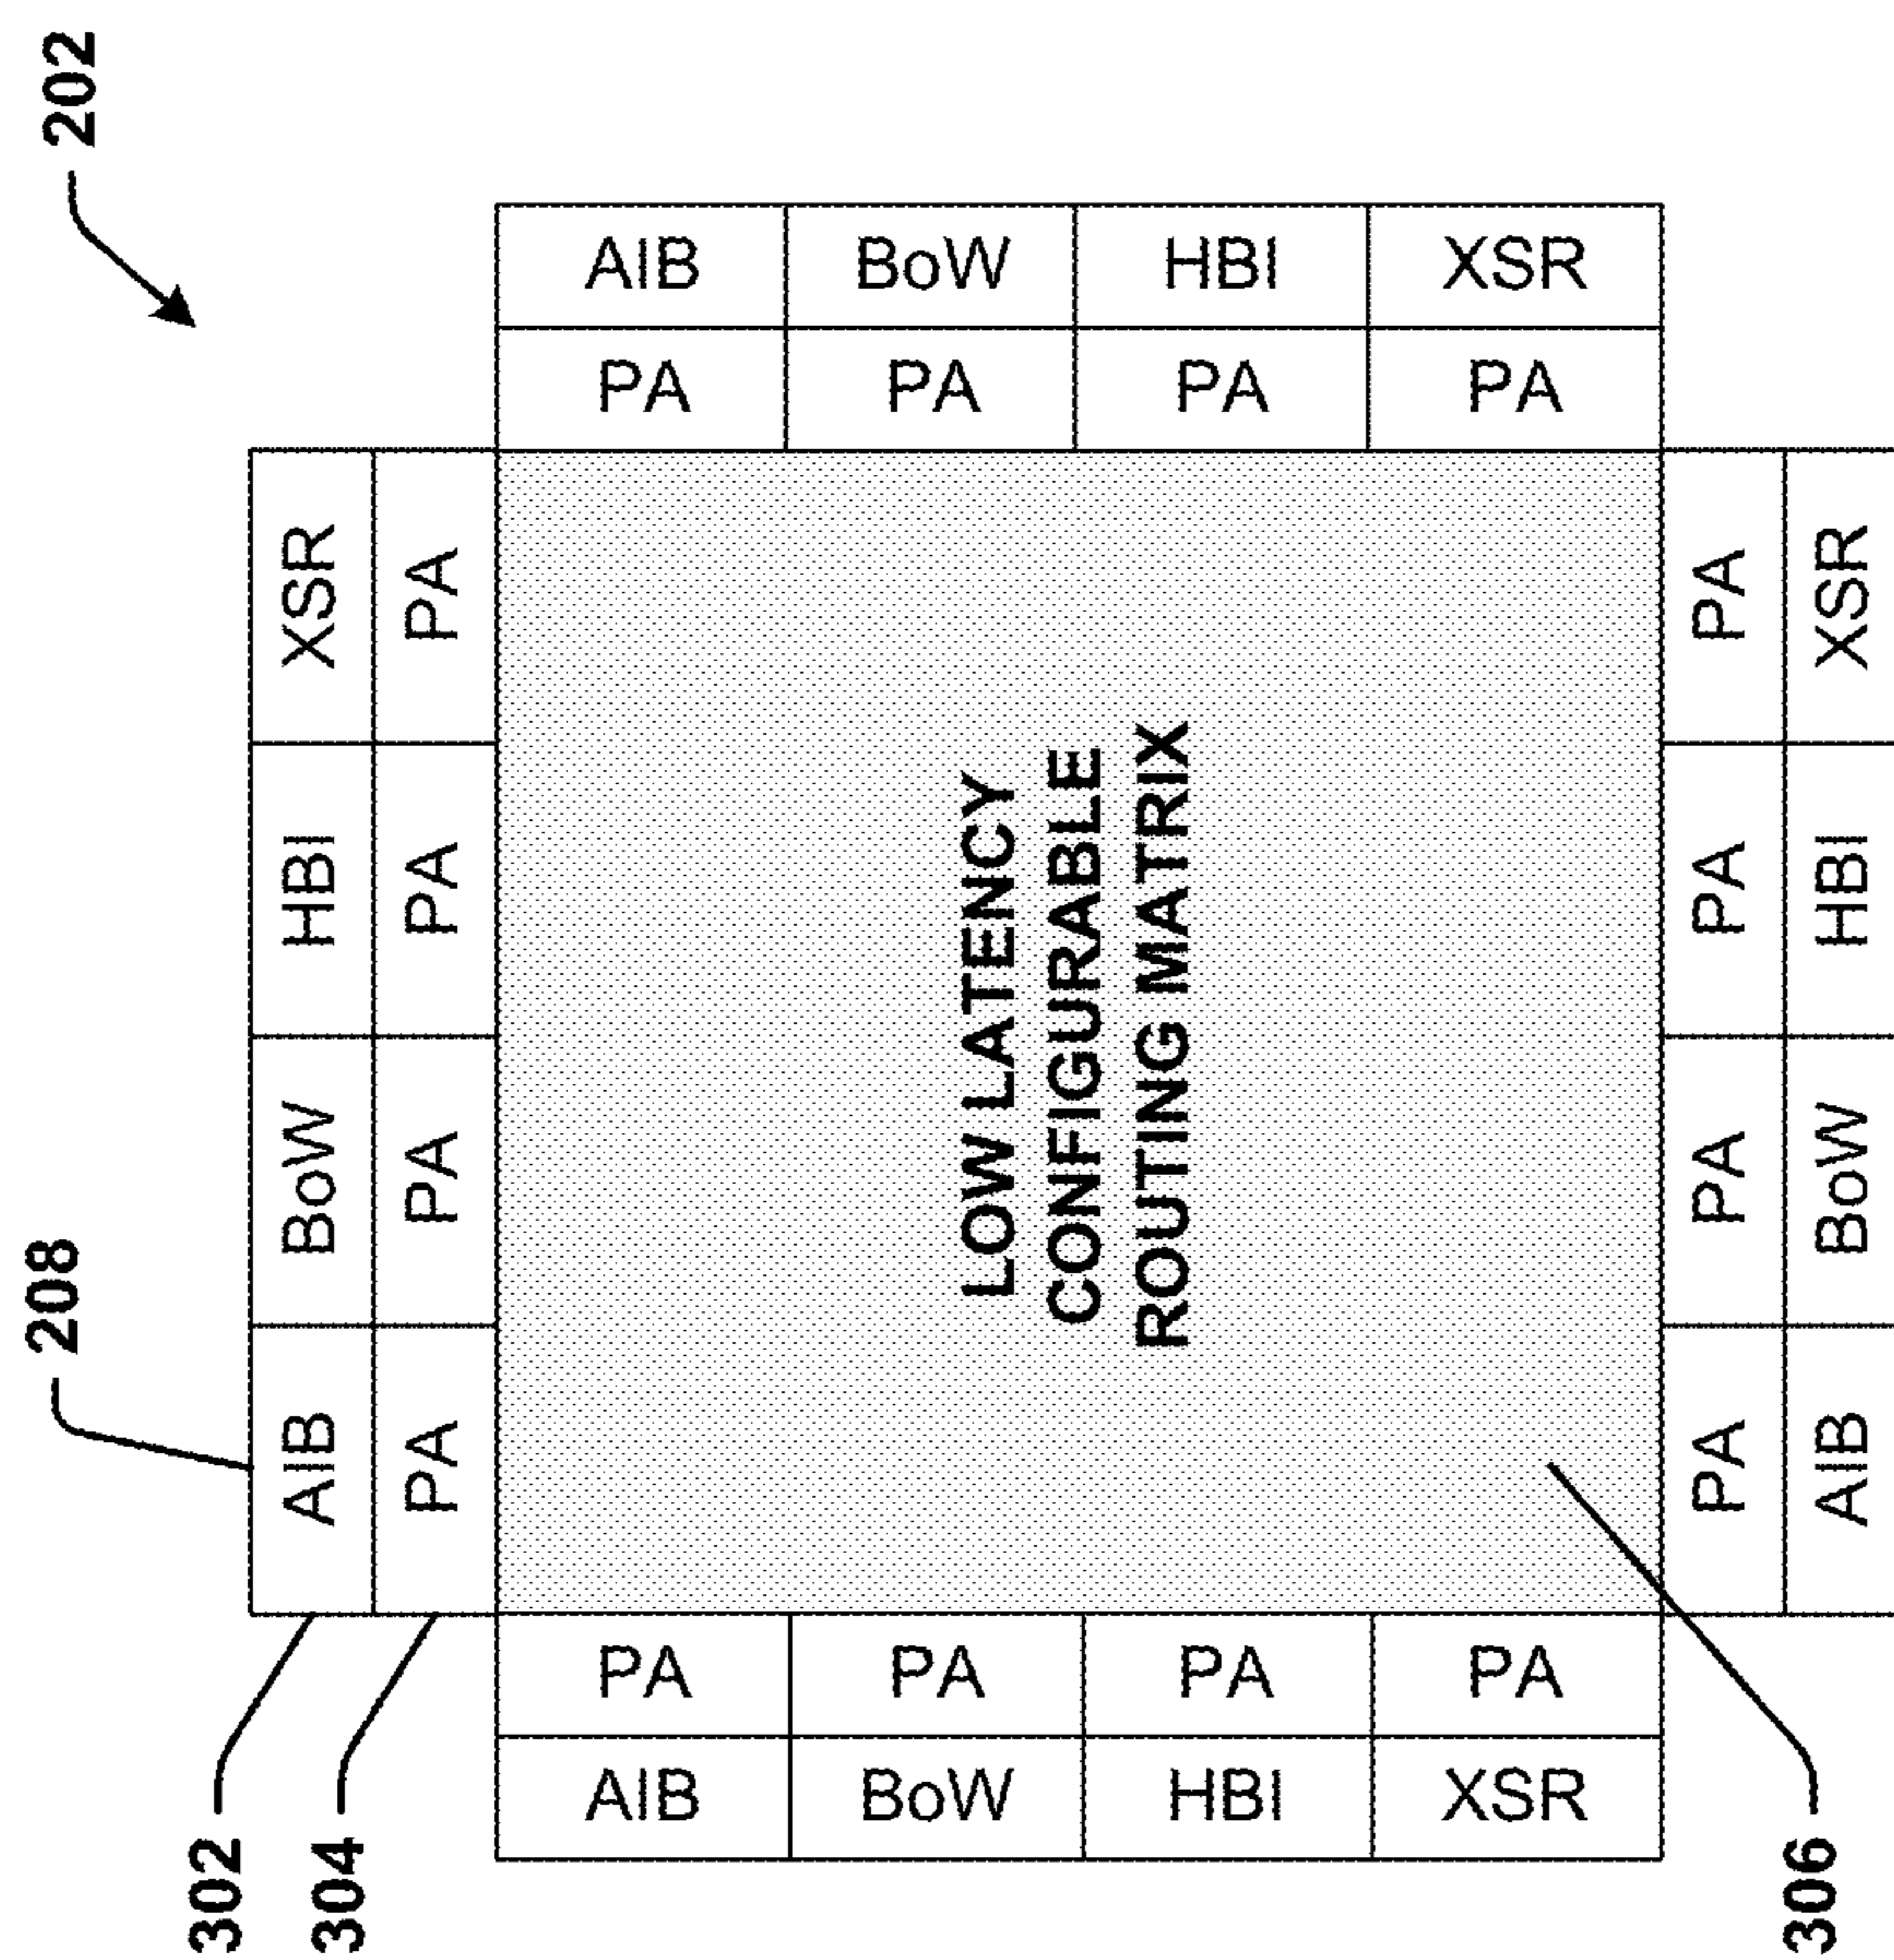 202
208
302
304
AIB
BoW
HBI
XSR
PA
PA
PA
PA
AIB
BoW
HBI
XSR
PA
PA
PA
PA
LOW LATENCY
CONFIGURABLE
ROUTING MATRIX
PA
PA
PA
PA
AIB
BoW
HBI
XSR
PA
PA
PA
PA
AIB
BoW
HBI
XSR
306